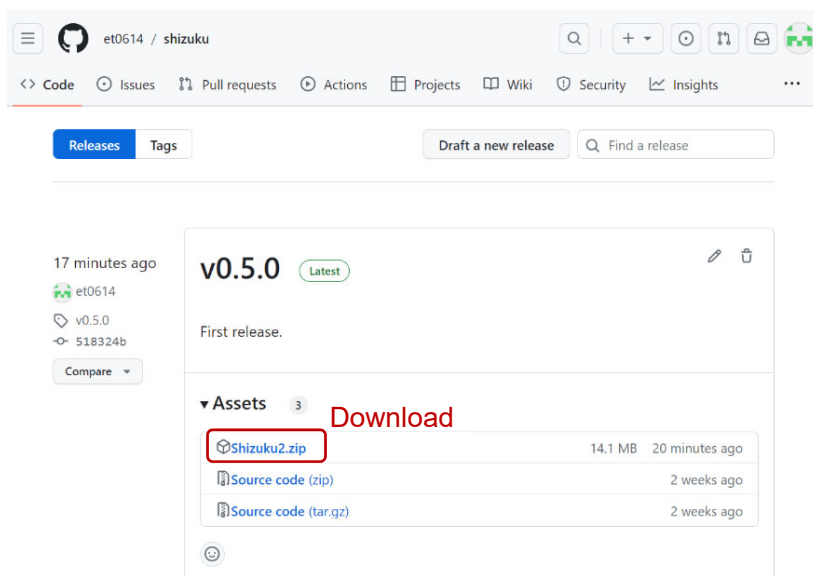 et0614 / shizuku
<> Code Issues Pull requests Actions Projects Wiki Security Insights ...
Releases Tags Draft a new release Find a release
17 minutes ago
et0614
v0.5.0
518324b
Compare
v0.5.0 Latest
First release.
Assets 3
Download
Shizuku2.zip 14.1 MB 20 minutes ago
Source code (zip) 2 weeks ago
Source code (tar.gz) 2 weeks ago